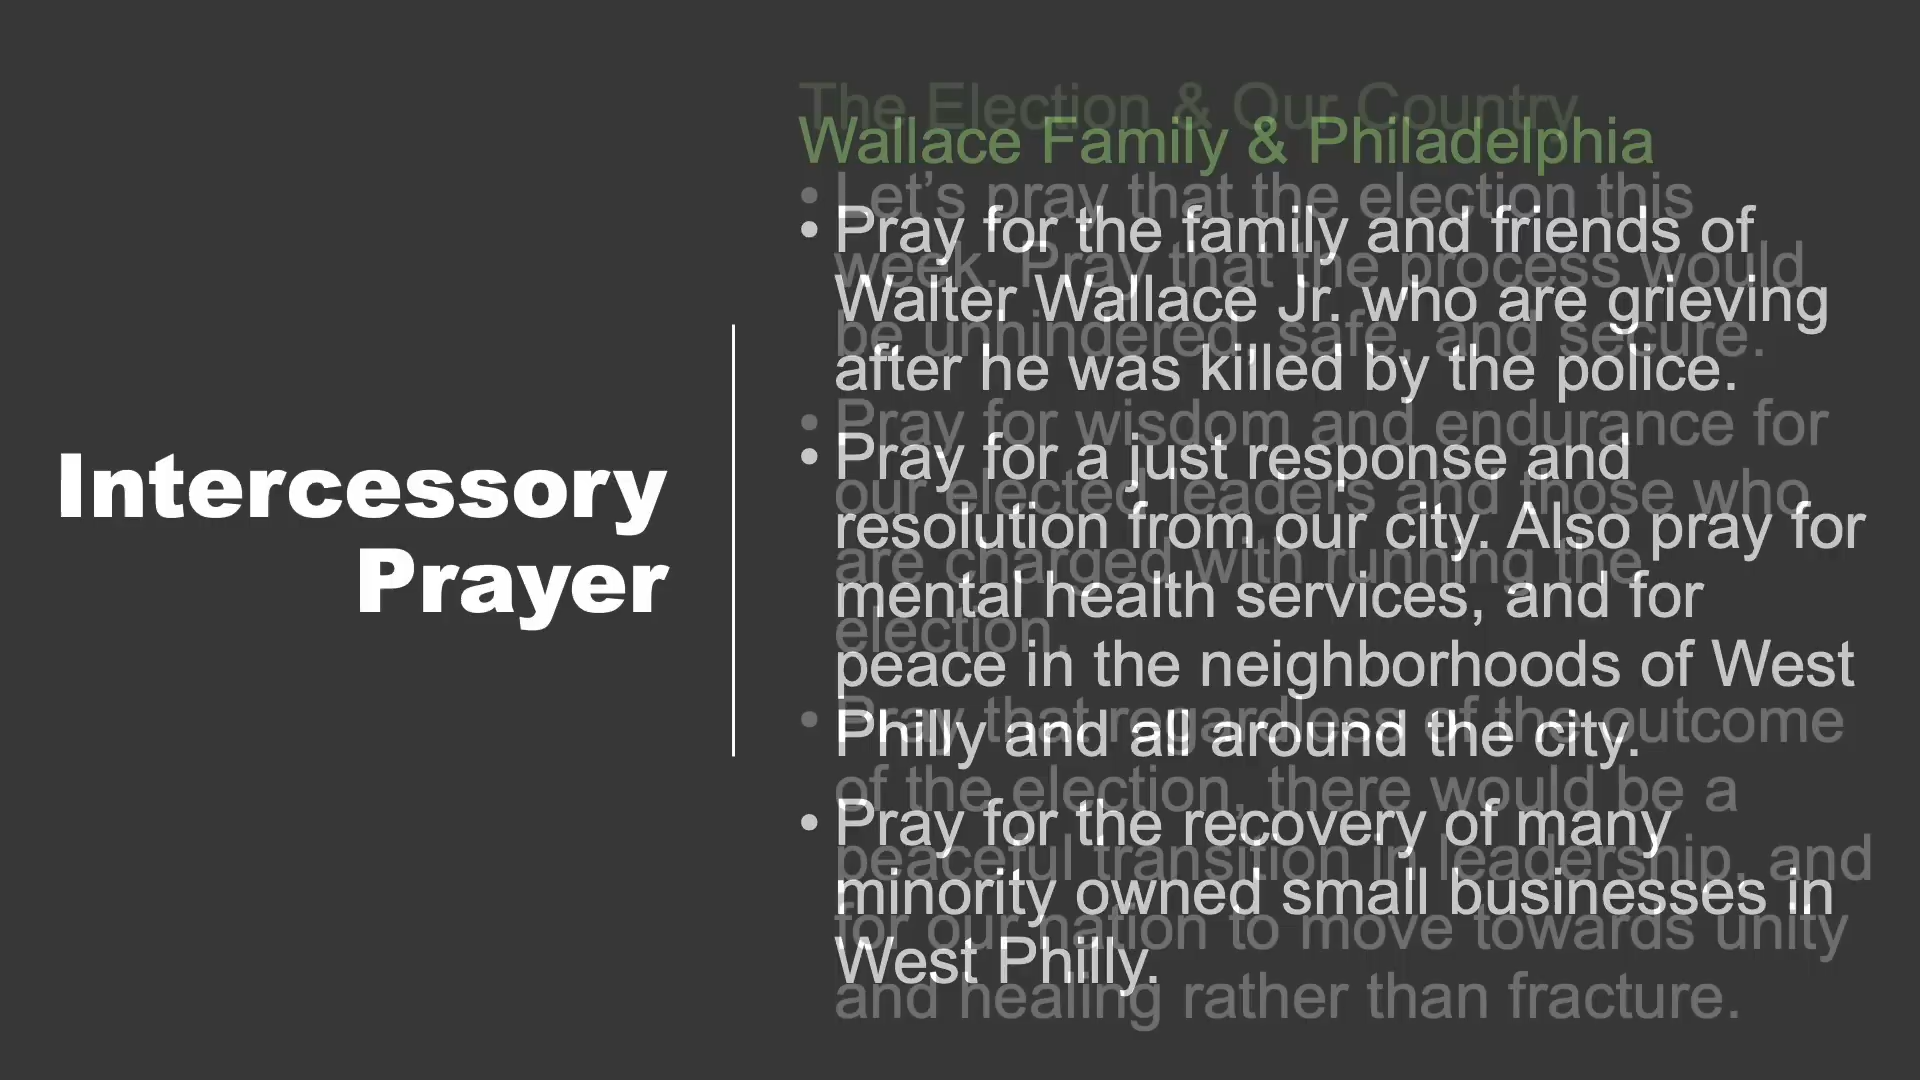 Intercessory
Prayer
Wallace Family & Philadelphia
• Pray for the family and friends of
Walter Wallace Jr. who are grieving
after he was killed by the police.
• Pray for a just response and
resolution from our city. Also pray for
mental health services, and for
peace in the neighborhoods of West
Philly and all around the city.
• Pray for the recovery of many
minority owned small businesses in
West Philly.
The Election & Our Country
• Let’s pray that the election this
week. Pray that the process would
be unhindered, safe, and secure.
• Pray for wisdom and endurance for
our elected leaders and those who
are charged with running the
election.
• Pray that regardless of the outcome
of the election, there would be a
peaceful transition in leadership, and
for our nation to move towards unity
and healing rather than fracture.